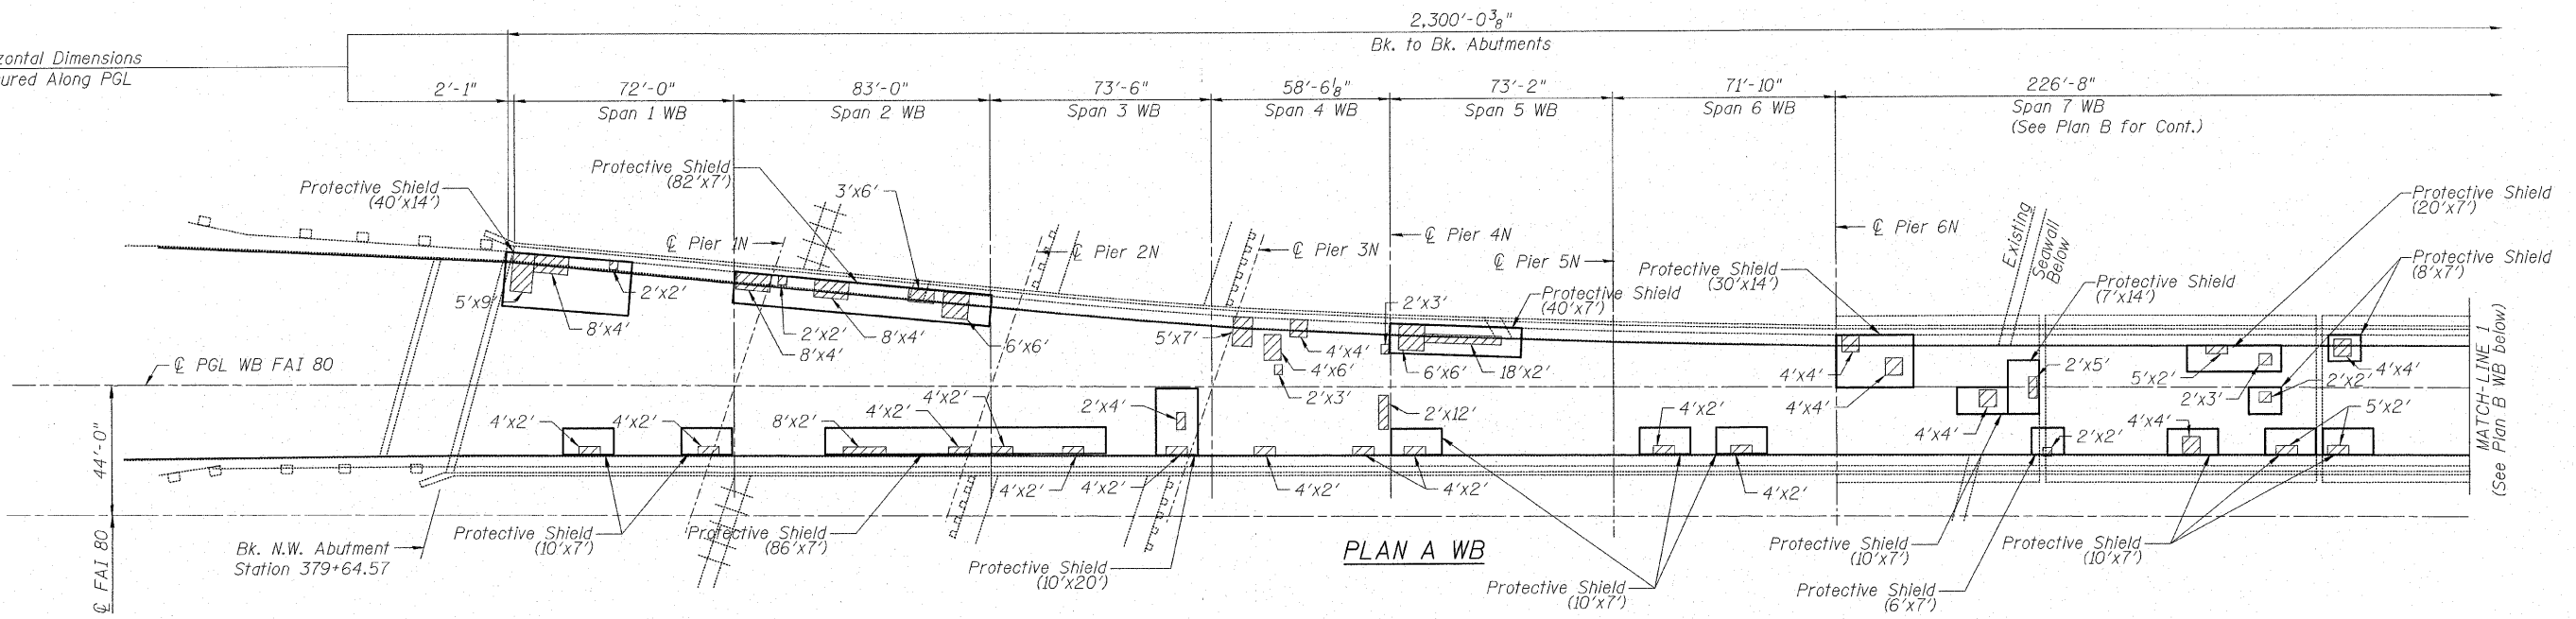 2,300'-0 3/8"
Bk. to Bk. Abutments
zontal Dimensions
ured Along PGL
2'-1"
72'-0"
Span 1 WB
83'-0"
Span 2 WB
73'-6"
Span 3 WB
58'-6 1/8"
Span 4 WB
73'-2"
Span 5 WB
71'-10"
Span 6 WB
226'-8"
Span 7 WB
(See Plan B for Cont.)
Protective Shield
(40'x14')
Protective Shield
(82'x7')
3'x6'
℄ Pier 1N
℄ Pier 2N
℄ Pier 3N
℄ Pier 4N
℄ Pier 5N
℄ Pier 6N
Existing
Seawall
Below
Protective Shield
(20'x7')
Protective Shield
(8'x7')
Protective Shield
(7'x14')
Protective Shield
(30'x14')
Protective Shield
(40'x7')
5'x9'
8'x4'
2'x2'
2'x2'
8'x4'
8'x4'
6'x6'
5'x7'
4'x4'
4'x6'
2'x3'
2'x3'
6'x6'
18'x2'
4'x4'
4'x4'
2'x5'
5'x2'
2'x3'
2'x2'
4'x4'
℄ PGL WB FAI 80
44'-0"
℄ FAI 80
4'x2'
4'x2'
8'x2'
4'x2'
4'x2'
2'x4'
2'x12'
4'x2'
4'x4'
2'x2'
4'x4'
5'x2'
4'x2'
4'x2'
4'x2'
4'x2'
4'x2'
MATCH-LINE 1
(See Plan B WB below)
Bk. N.W. Abutment
Station 379+64.57
Protective Shield
(10'x7')
Protective Shield
(86'x7')
Protective Shield
(10'x20')
PLAN A WB
Protective Shield
(10'x7')
Protective Shield
(10'x7')
Protective Shield
(6'x7')
Protective Shield
(10'x7')